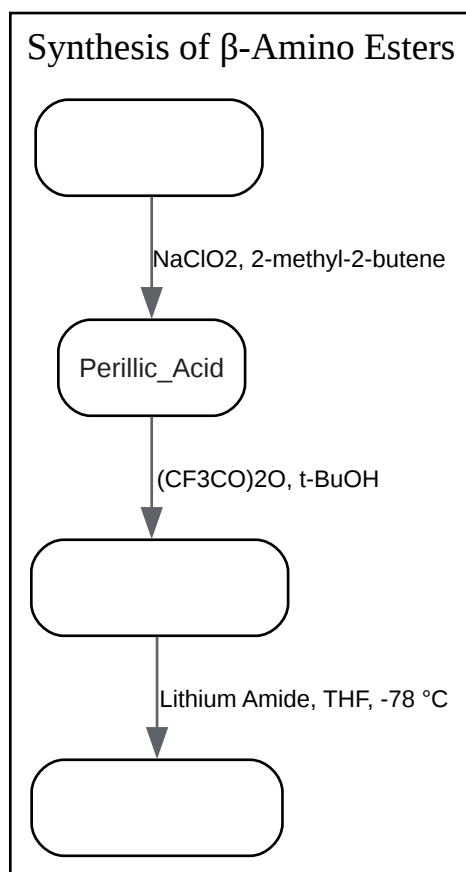 Synthesis of β-Amino Esters
NaClO2, 2-methyl-2-butene
Perillic_Acid
(CF3CO)2O, t-BuOH
Lithium Amide, THF, -78 °C